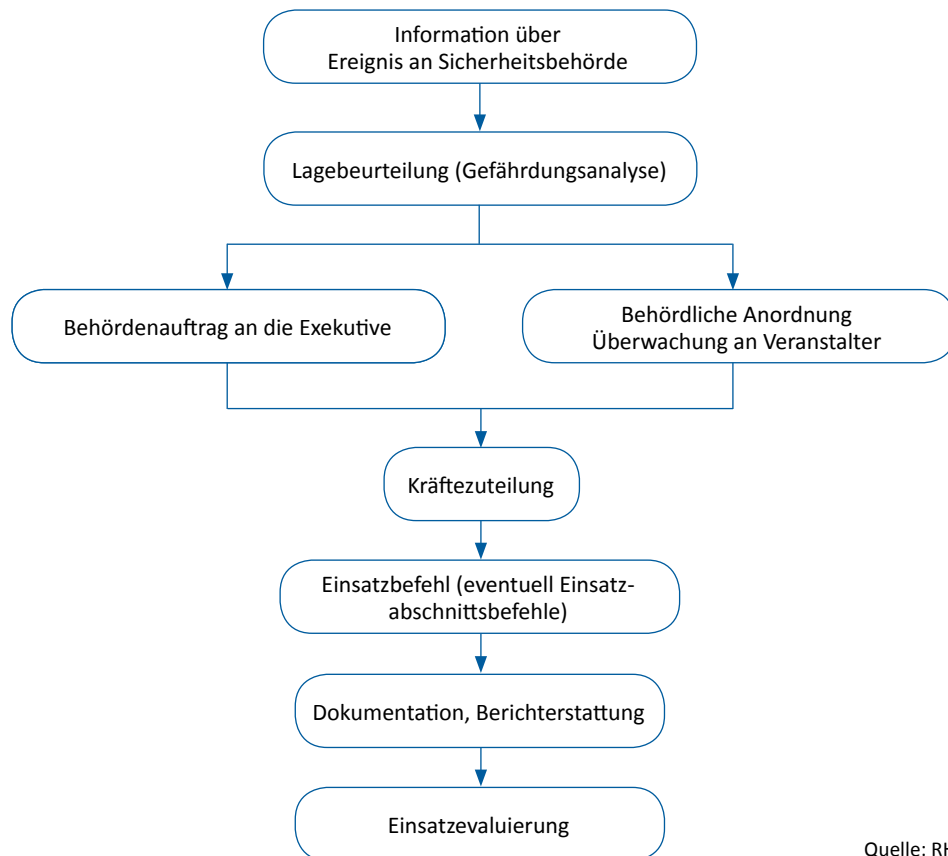 Information über
Ereignis an Sicherheitsbehörde
Lagebeurteilung (Gefährdungsanalyse)
Behördenauftrag an die Exekutive
Behördliche Anordnung
Überwachung an Veranstalter
Kräftezuteilung
Einsatzbefehl (eventuell Einsatz-
abschnittsbefehle)
Dokumentation, Berichterstattung
Einsatzevaluierung
Quelle: